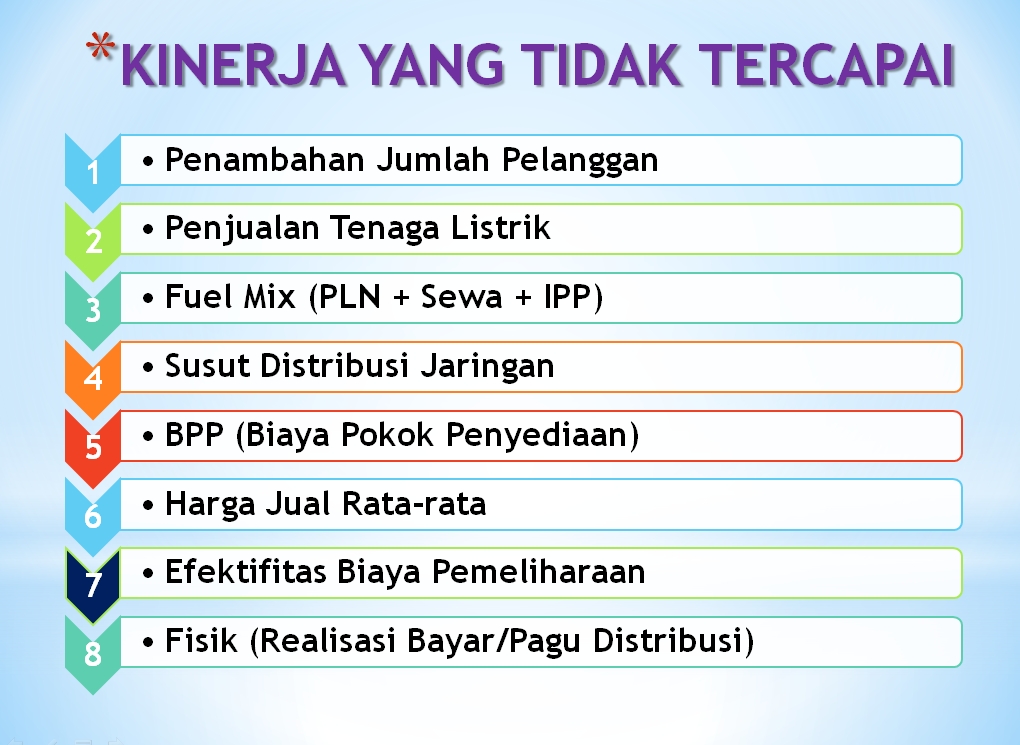 *KINERJA YANG TIDAK TERCAPAI
1 • Penambahan Jumlah Pelanggan
2 • Penjualan Tenaga Listrik
3 • Fuel Mix (PLN + Sewa + IPP)
4 • Susut Distribusi Jaringan
5 • BPP (Biaya Pokok Penyediaan)
6 • Harga Jual Rata-rata
7 • Efektifitas Biaya Pemeliharaan
8 • Fisik (Realisasi Bayar/Pagu Distribusi)